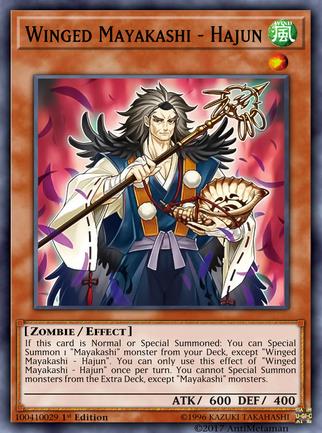 Winged Mayakashi - Hajun
WIND
風
[Zombie / Effect]
If this card is Normal or Special Summoned: You can Special
Summon 1 "Mayakashi" monster from your Deck, except "Winged
Mayakashi - Hajun". You can only use this effect of "Winged
Mayakashi - Hajun" once per turn. You cannot Special Summon
monsters from the Extra Deck, except "Mayakashi" monsters.
ATK/ 600 DEF/ 400
100410029 1st Edition
©1996 KAZUKI TAKAHASHI
©2017 AntiMetaman